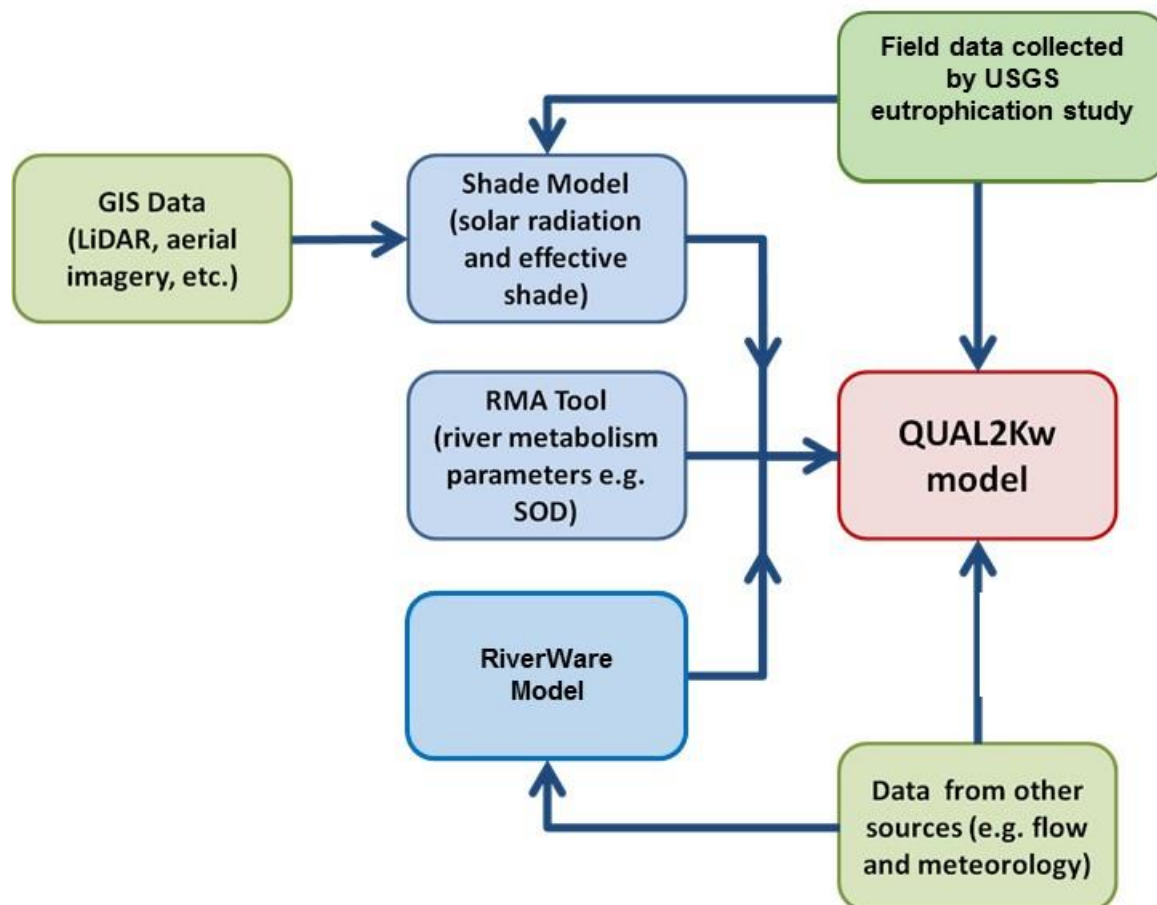 Field data collected
by USGS
eutrophication study
GIS Data
(LiDAR, aerial
imagery, etc.)
Shade Model
(solar radiation
and effective
shade)
RMA Tool
(river metabolism
parameters e.g.
SOD)
QUAL2Kw
model
RiverWare
Model
Data from other
sources (e.g. flow
and meteorology)